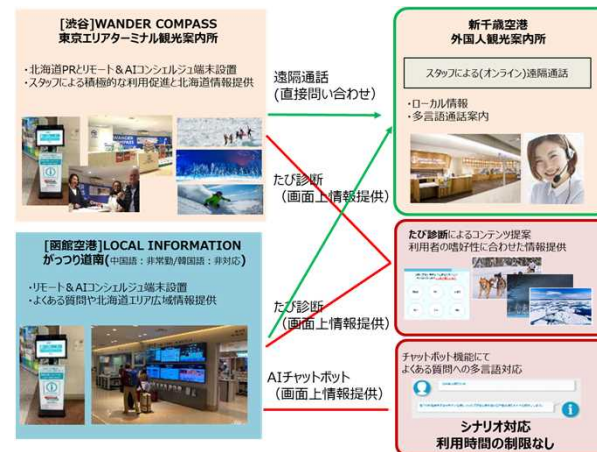 [渋谷]WANDER COMPASS
東京エリアターミナル観光案内所
・北海道PRとリモート＆AIコンシェルジュ端末設置
・スタッフによる積極的な利用促進と北海道情報提供
WANDER
COMPASS
[函館空港]LOCAL INFORMATION
がっつり道南(中国語：非常勤/韓国語：非対応)
・リモート＆AIコンシェルジュ端末設置
・よくある質問や北海道エリア広域情報提供
遠隔通話
(直接問い合わせ)
たび診断
(画面上情報提供)
たび診断
(画面上情報提供)
AIチャットボット
(画面上情報提供)
新千歳空港
外国人観光案内所
スタッフによる(オンライン)遠隔通話
・ローカル情報
・多言語通話案内
たび診断によるコンテンツ提案
利用者の嗜好性に合わせた情報提供
チャットボット機能にて
よくある質問への多言語対応
シナリオ対応
利用時間の制限なし